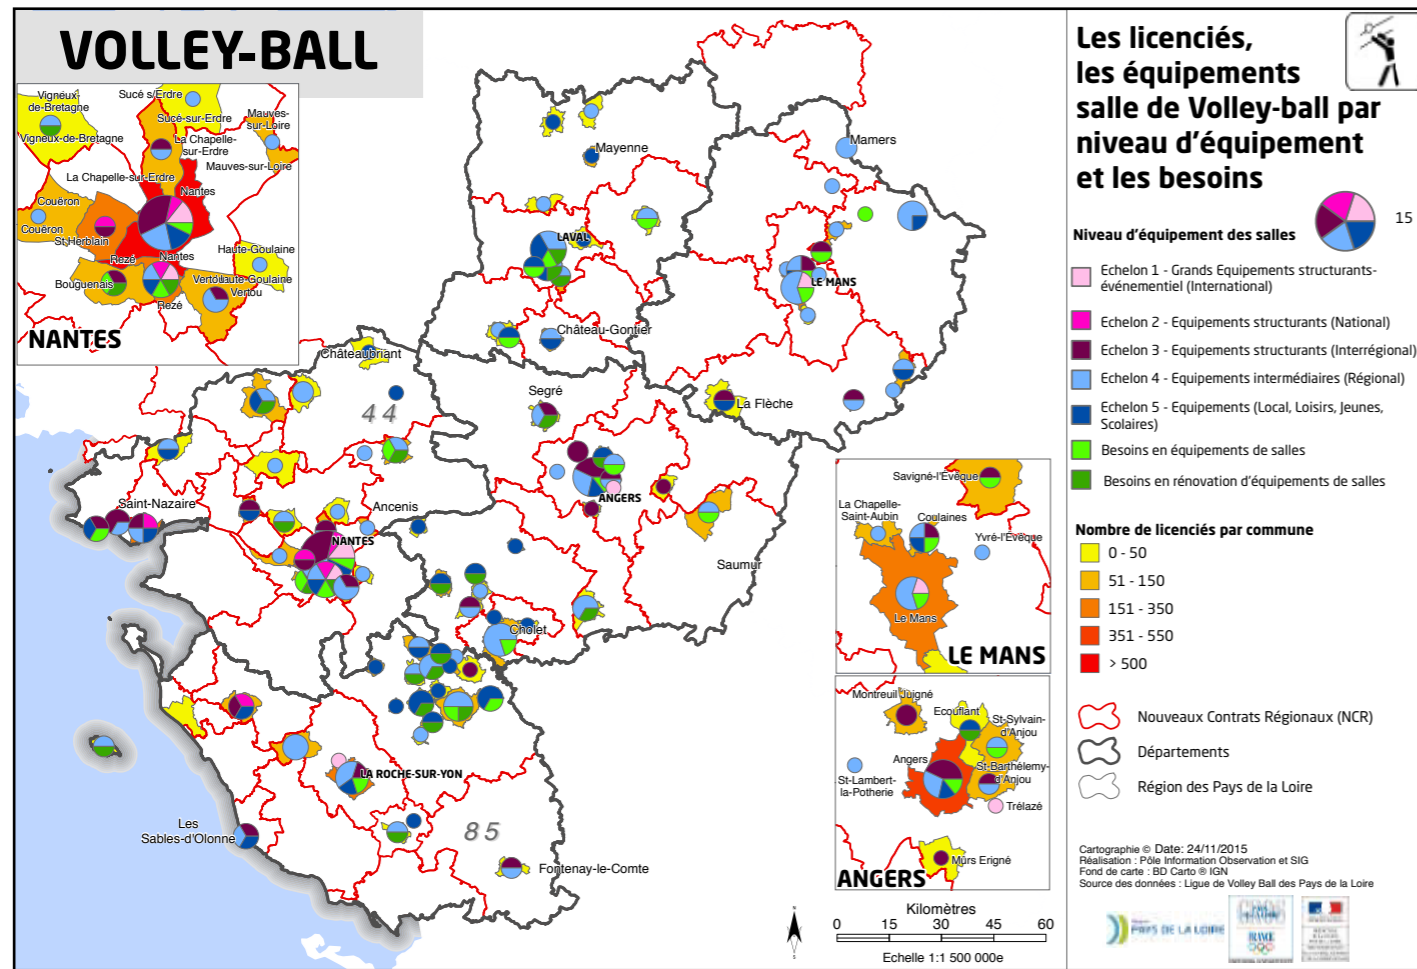 VOLLEY-BALL
Vigneux-
de-Bretagne
Vigneux-de-Bretagne
Sucé s/Erdre
Sucé-sur-Erdre
Mauves-
sur-Loire
Mauves-sur-Loire
La Chapelle-
sur-Erdre
La Chapelle-sur-Erdre
Nantes
Couëron
Couëron
St Herblain
Rezé
Nantes
Haute-Goulaine
Haute-Goulaine
Bouguenais
Rezé
Vertou
Vertou
NANTES
Mayenne
Mamers
LAVAL
LE MANS
Château-Gontier
Châteaubriant
Segré
La Flèche
44
ANGERS
Saint-Nazaire
Ancenis
NANTES
Saumur
Cholet
LA ROCHE-SUR-YON
85
Les
Sables-d'Olonne
Fontenay-le-Comte
Savigné-l'Evêque
La Chapelle-
Saint-Aubin
Coulaines
Yvré-l'Evêque
Le Mans
LE MANS
Montreuil Juigné
Ecouflant
St-Sylvain-
d'Anjou
Angers
St-Barthélemy-
d'Anjou
St-Lambert-
la-Potherie
Trélazé
Mûrs Erigné
ANGERS
N
S
Kilomètres
0 15 30 45 60
Echelle 1:1 500 000e
Les licenciés,
les équipements
salle de Volley-ball par
niveau d'équipement
et les besoins
15
Niveau d'équipement des salles
Echelon 1 - Grands Equipements structurants-
événementiel (International)
Echelon 2 - Equipements structurants (National)
Echelon 3 - Equipements structurants (Interrégional)
Echelon 4 - Equipements intermédiaires (Régional)
Echelon 5 - Equipements (Local, Loisirs, Jeunes,
Scolaires)
Besoins en équipements de salles
Besoins en rénovation d'équipements de salles
Nombre de licenciés par commune
0 - 50
51 - 150
151 - 350
351 - 550
> 500
Nouveaux Contrats Régionaux (NCR)
Départements
Région des Pays de la Loire
Cartographie © Date: 24/11/2015
Réalisation : Pôle Information Observation et SIG
Fond de carte : BD Carto ® IGN
Source des données : Ligue de Volley Ball des Pays de la Loire
PAYS DE LA LOIRE
CROS
FRANCE